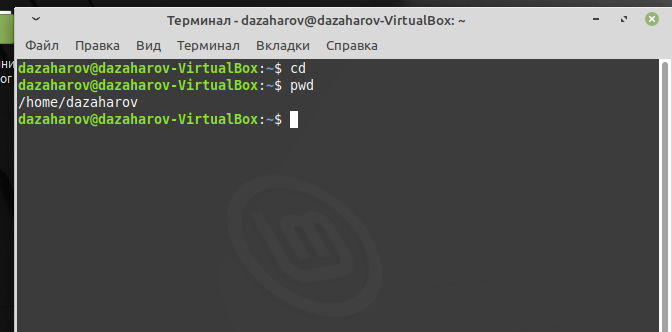 Терминал - dazaharov@dazaharov-VirtualBox: ~
Файл Правка Вид Терминал Вкладки Справка
dazaharov@dazaharov-VirtualBox:~$ cd
dazaharov@dazaharov-VirtualBox:~$ pwd
/home/dazaharov
dazaharov@dazaharov-VirtualBox:~$
ни
ог